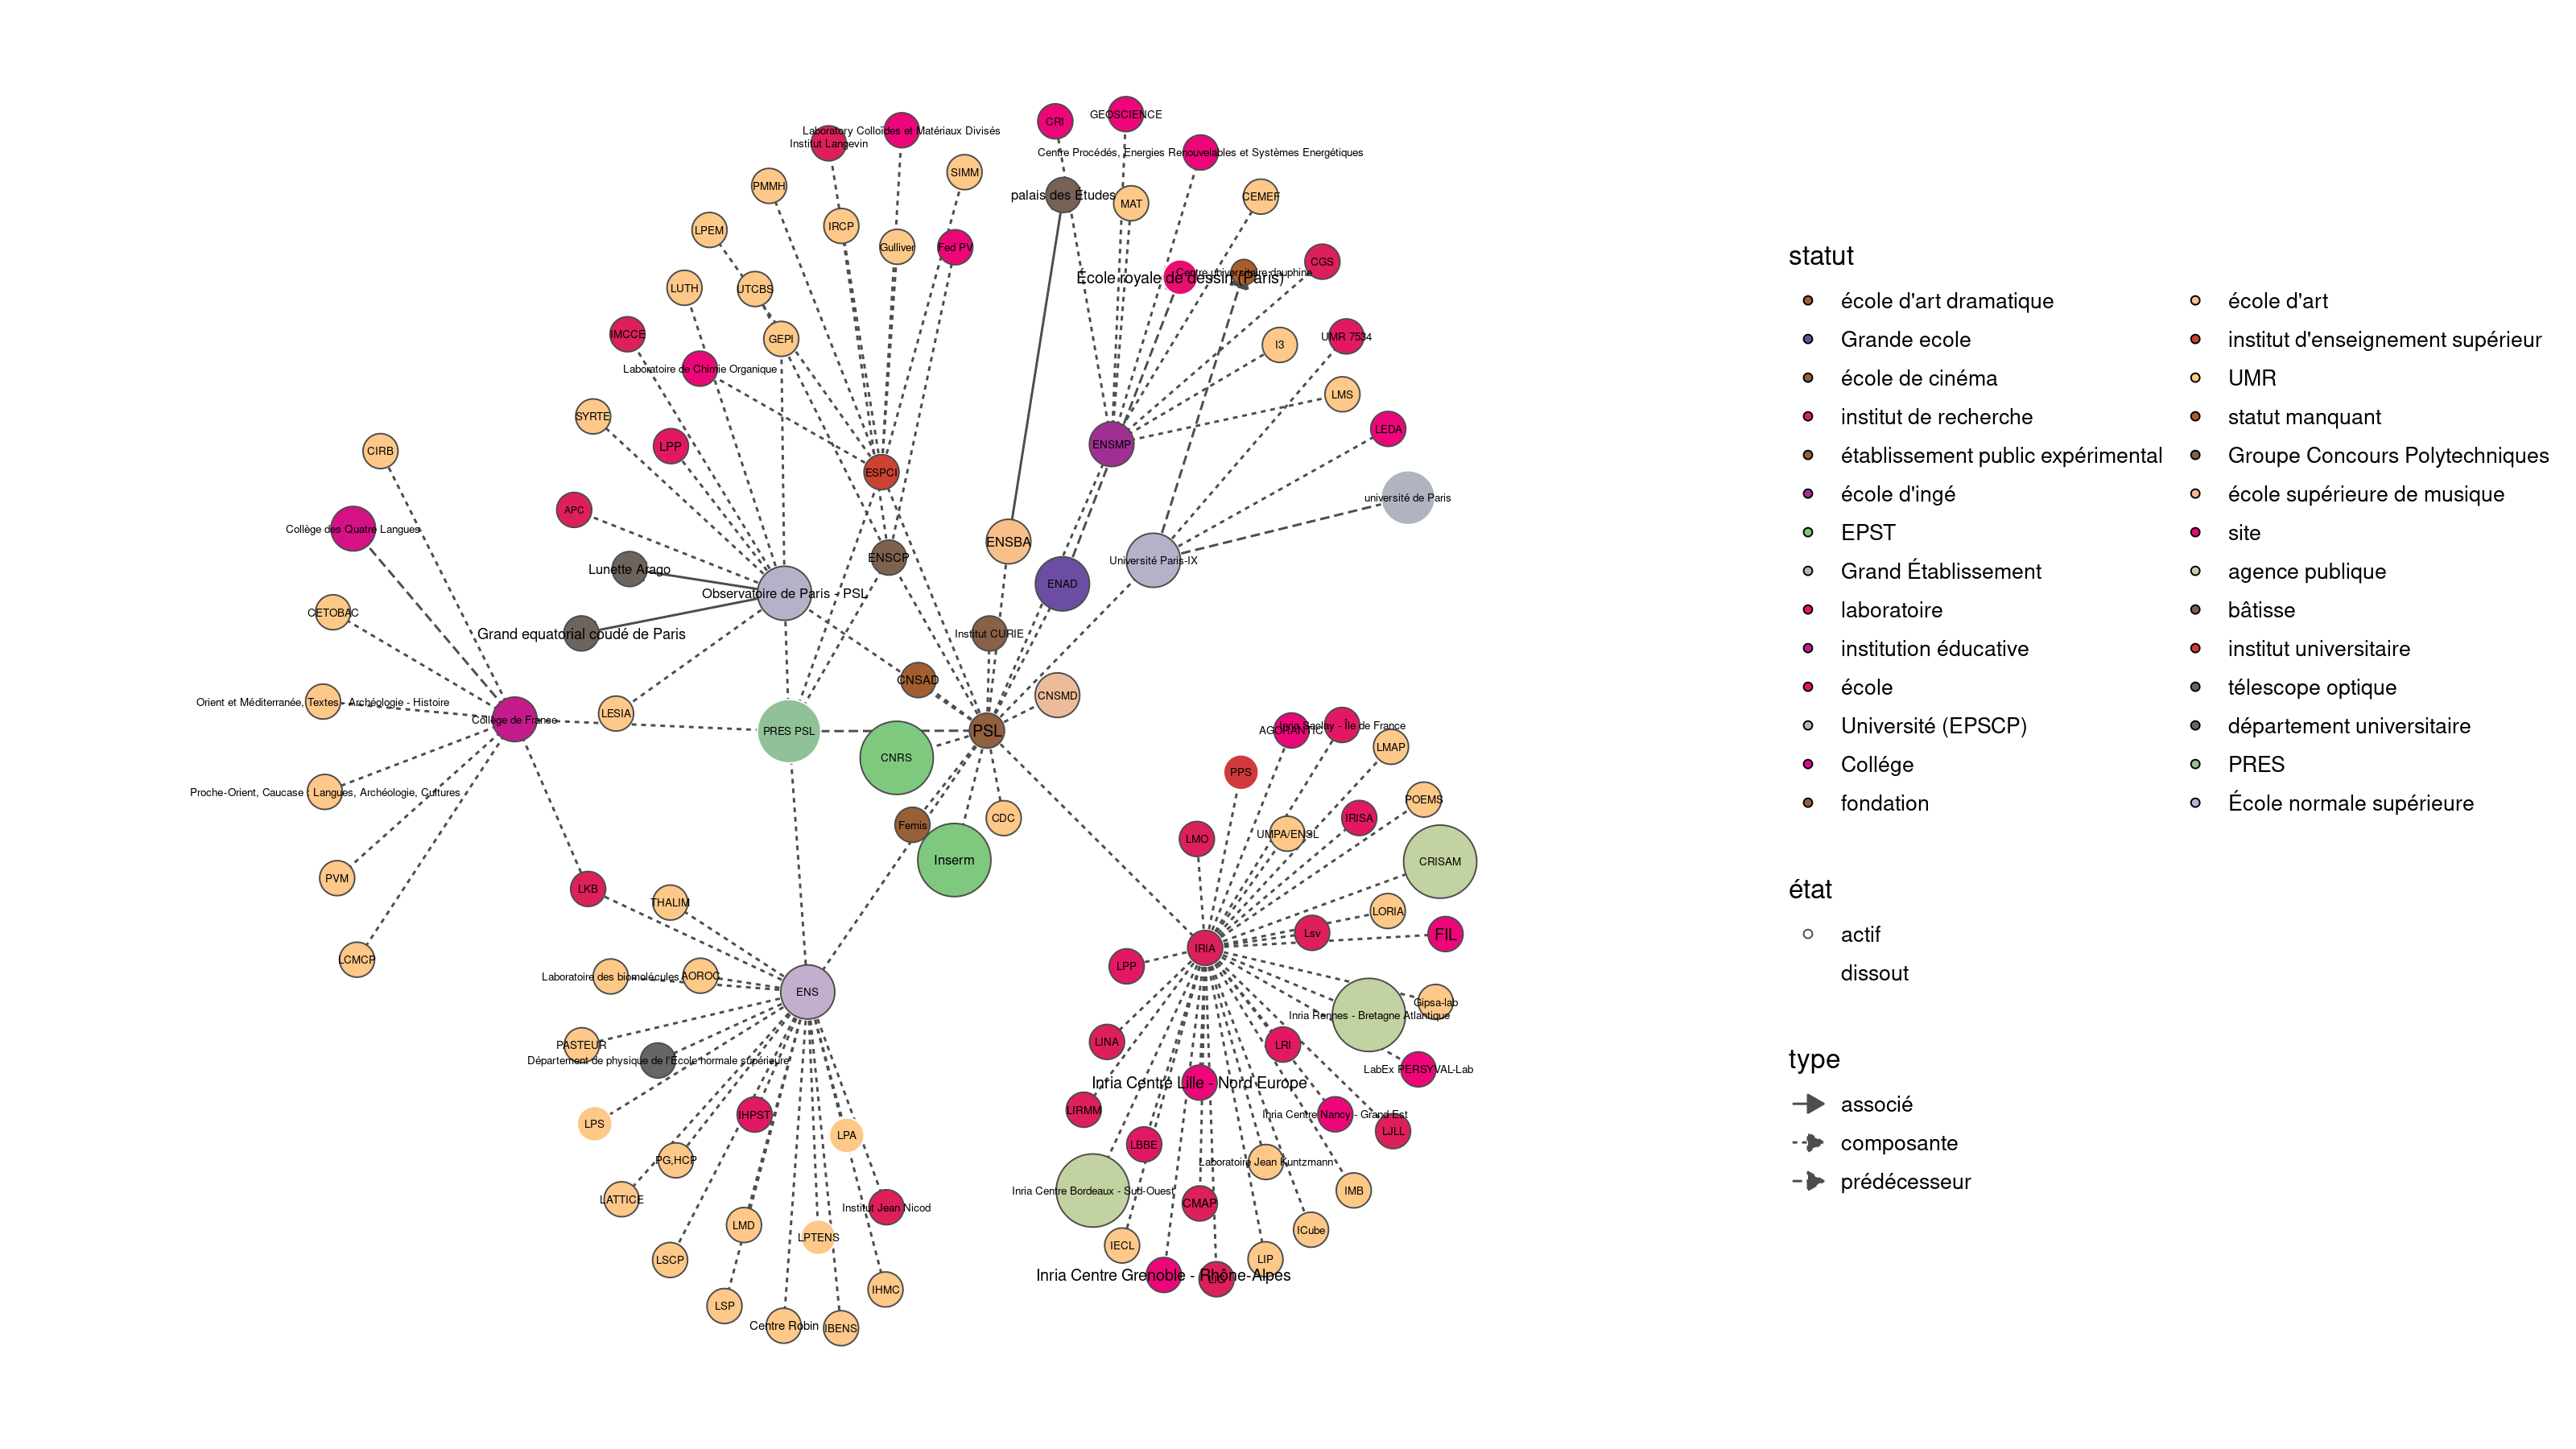 CRI
GEOSCIENCE
Laboratory Colloïdes et Matériaux Divisés
Institut Langevin
Centre Procédés, Energies Renouvelables et Systèmes Energétiques
SIMM
PMMH
palais des Etudes
MAT
CEMEF
IRCP
LPEM
Gulliver
Fed PV
CGS
Centre universitaire dauphine
École royale de dessin (Paris)
LUTH
UTCBS
IMCCE
GEPI
UMR 7534
I3
Laboratoire de Chimie Organique
LMS
SYRTE
LEDA
LPP
ENSMP
CIRB
ESPCI
université de Paris
APC
Collège des Quatre Langues
ENSBA
ENSCP
Université Paris-IX
Lunette Arago
ENAD
Observatoire de Paris - PSL
CETOBAC
Grand equatorial coudé de Paris
Institut CURIE
CNSAD
CNSMD
Orient et Méditerranée, Textes - Archéologie - Histoire
LESIA
Collège de France
PRES PSL
PSL
AGORANTIC
Inria Saclay - Île de France
LMAP
CNRS
PPS
Proche-Orient, Caucase : Langues, Archéologie, Cultures
POEMS
CDC
IRISA
Femis
UMPA/ENSL
LMO
Inserm
CRISAM
PVM
LKB
THALIM
LORIA
Lsv
FIL
IRIA
LCMCP
LPP
Laboratoire des biomolécules
AOROC
ENS
Gipsa-lab
Inria Rennes - Bretagne Atlantique
LINA
LRI
PASTEUR
Département de physique de l'École normale supérieure
LabEx PERSYVAL-Lab
Inria Centre Lille - Nord Europe
LIRMM
IHPST
Inria Centre Nancy - Grand Est
LPS
LJLL
LPA
LBBE
PG,HCP
Laboratoire Jean Kuntzmann
Inria Centre Bordeaux - Sud-Ouest
IMB
LATTICE
CMAP
Institut Jean Nicod
LMD
ICube
LPTENS
IECL
LSCP
LIP
Inria Centre Grenoble - Rhône-Alpes
IHMC
LSP
Centre Robin
IBENS
statut
école d'art dramatique
Grande ecole
école de cinéma
institut de recherche
établissement public expérimental
école d'ingé
EPST
Grand Établissement
laboratoire
institution éducative
école
Université (EPSCP)
Collége
fondation
école d'art
institut d'enseignement supérieur
UMR
statut manquant
Groupe Concours Polytechniques
école supérieure de musique
site
agence publique
bâtisse
institut universitaire
télescope optique
département universitaire
PRES
École normale supérieure
état
actif
dissout
type
associé
composante
prédécesseur